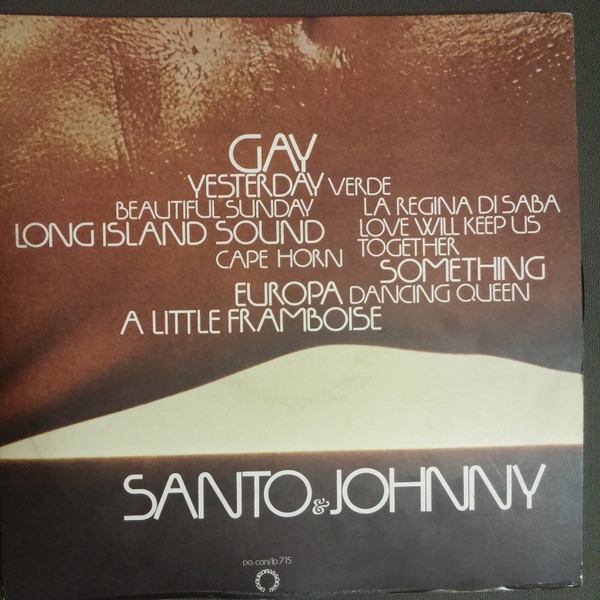 GAY
YESTERDAY VERDE
BEAUTIFUL SUNDAY LA REGINA DI SABA
LONG ISLAND SOUND LOVE WILL KEEP US
TOGETHER
CAPE HORN SOMETHING
EUROPA DANCING QUEEN
A LITTLE FRAMBOISE
SANTO & JOHNNY
pa-can/lp 715